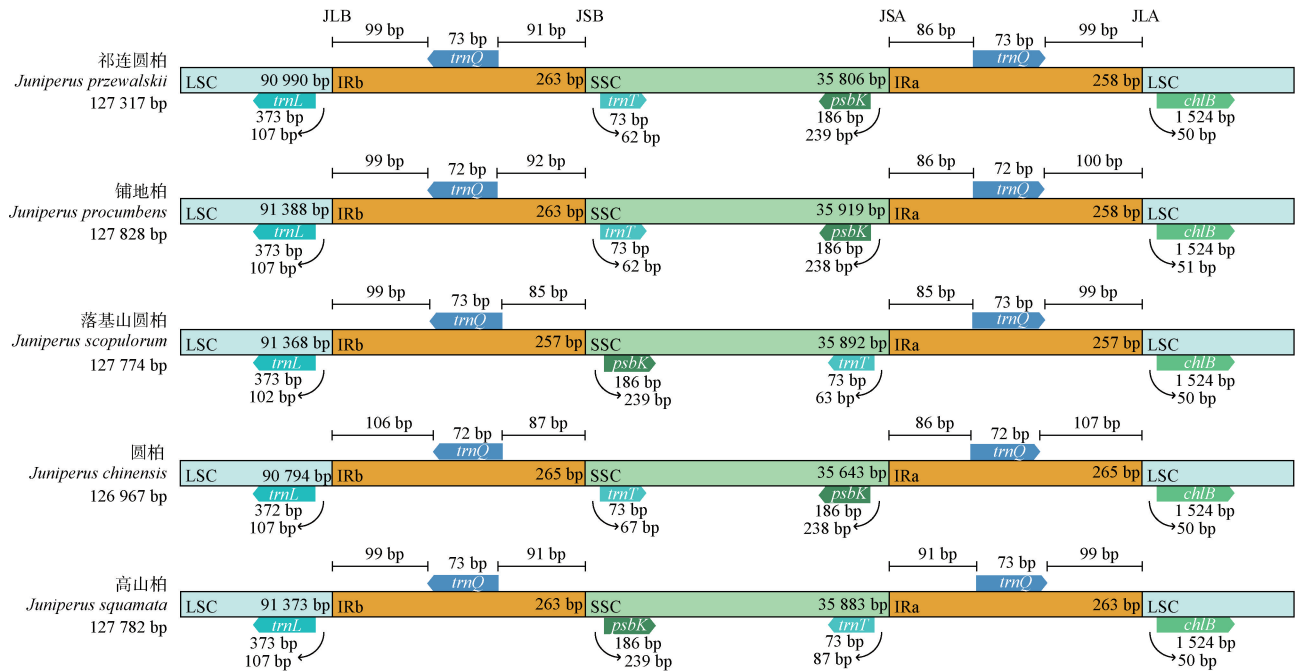 JLB JSB JSA JLA
99 bp 73 bp 91 bp 86 bp 73 bp 99 bp
祁连圆柏 trnQ trnQ
Juniperus przewalskii LSC 90 990 bp IRb 263 bp SSC 35 806 bp IRa 258 bp LSC
127 317 bp trnL trnT psbK chlB
373 bp 73 bp 186 bp 1 524 bp
107 bp 62 bp 239 bp 50 bp
99 bp 72 bp 92 bp 86 bp 72 bp 100 bp
铺地柏 trnQ trnQ
Juniperus procumbens LSC 91 388 bp IRb 263 bp SSC 35 919 bp IRa 258 bp LSC
127 828 bp trnL trnT psbK chlB
373 bp 73 bp 186 bp 1 524 bp
107 bp 62 bp 238 bp 51 bp
99 bp 73 bp 85 bp 85 bp 73 bp 99 bp
落基山圆柏 trnQ trnQ
Juniperus scopulorum LSC 91 368 bp IRb 257 bp SSC 35 892 bp IRa 257 bp LSC
127 774 bp trnL psbK trnT chlB
373 bp 186 bp 73 bp 1 524 bp
102 bp 239 bp 63 bp 50 bp
106 bp 72 bp 87 bp 86 bp 72 bp 107 bp
圆柏 trnQ trnQ
Juniperus chinensis LSC 90 794 bp IRb 265 bp SSC 35 643 bp IRa 265 bp LSC
126 967 bp trnL trnT psbK chlB
372 bp 73 bp 186 bp 1 524 bp
107 bp 67 bp 238 bp 50 bp
99 bp 73 bp 91 bp 91 bp 73 bp 99 bp
高山柏 trnQ trnQ
Juniperus squamata LSC 91 373 bp IRb 263 bp SSC 35 883 bp IRa 263 bp LSC
127 782 bp trnL psbK trnT chlB
373 bp 186 bp 73 bp 1 524 bp
107 bp 239 bp 87 bp 50 bp